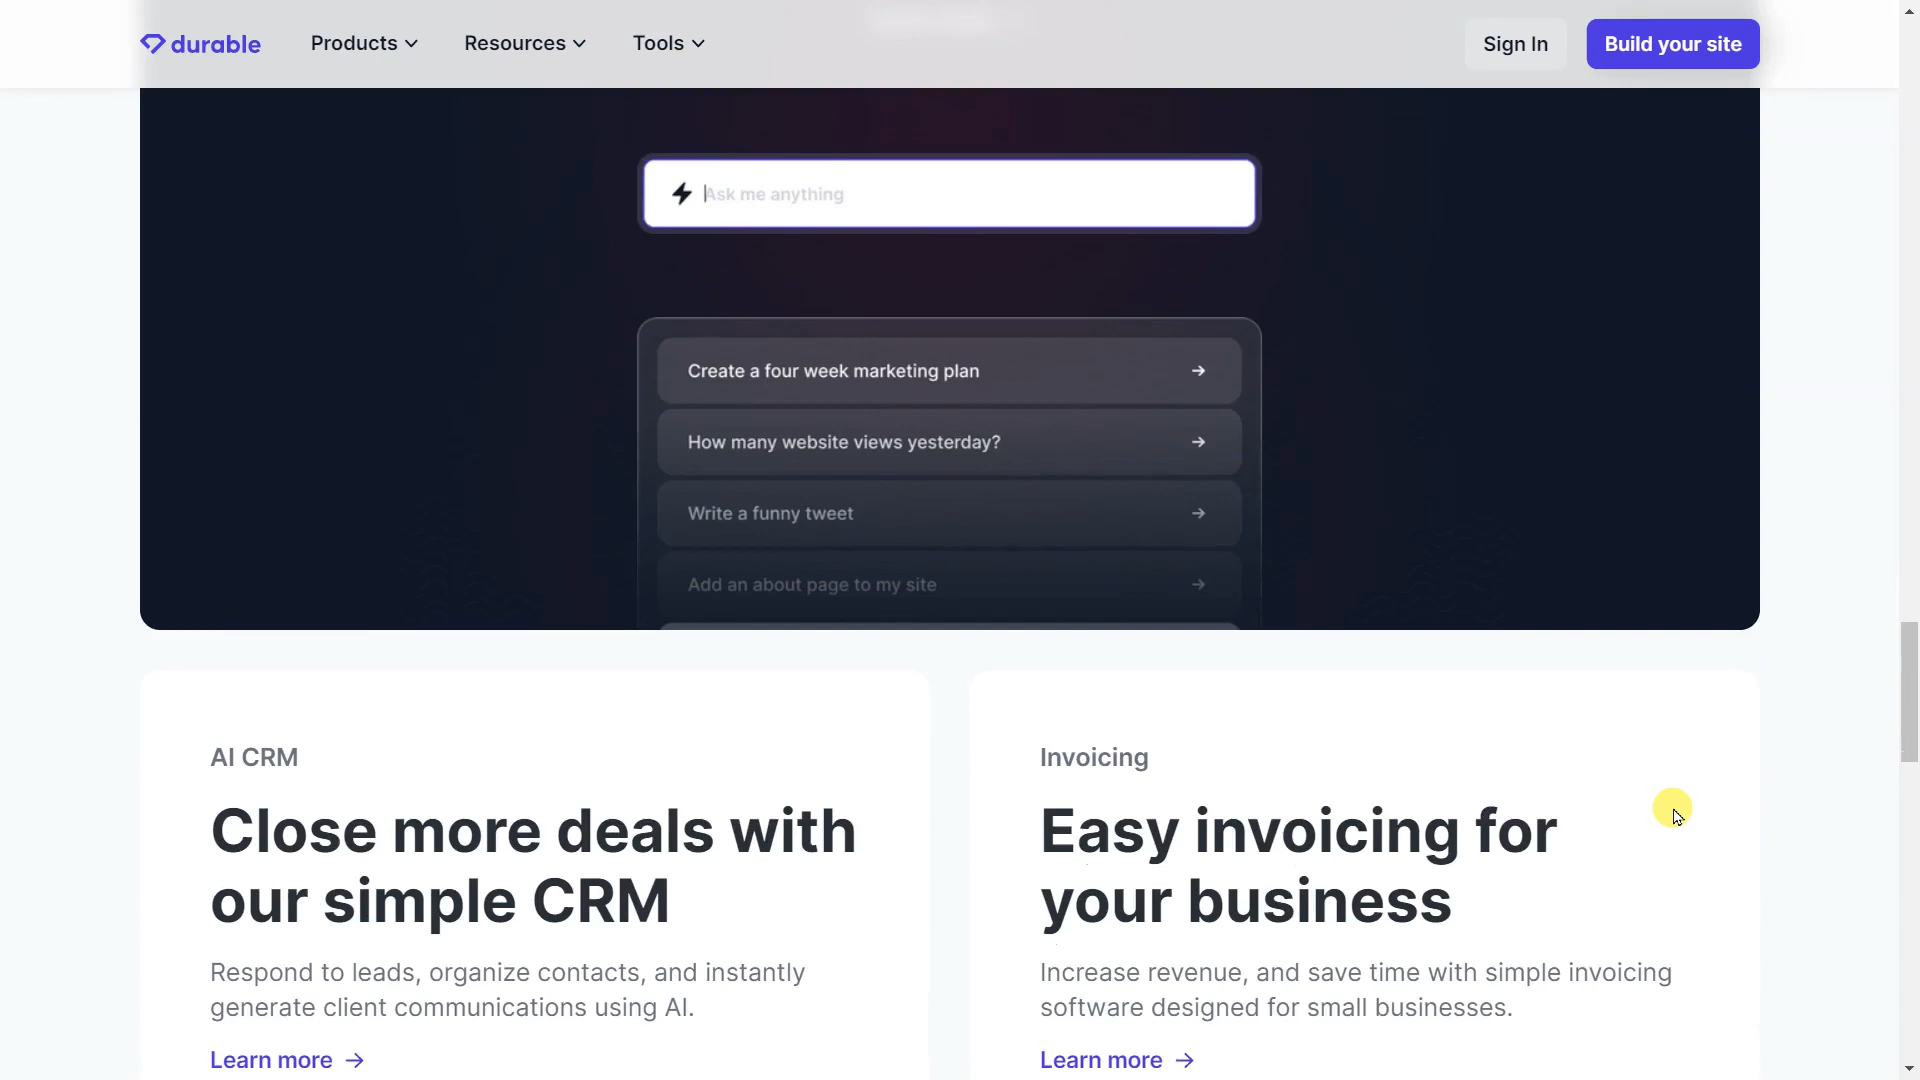 durable Products Resources Tools Sign In Build your site
Ask me anything
Create a four week marketing plan
How many website views yesterday?
Write a funny tweet
Add an about page to my site
AI CRM
Close more deals with
our simple CRM
Respond to leads, organize contacts, and instantly
generate client communications using AI.
Learn more
Invoicing
Easy invoicing for
your business
Increase revenue, and save time with simple invoicing
software designed for small businesses.
Learn more